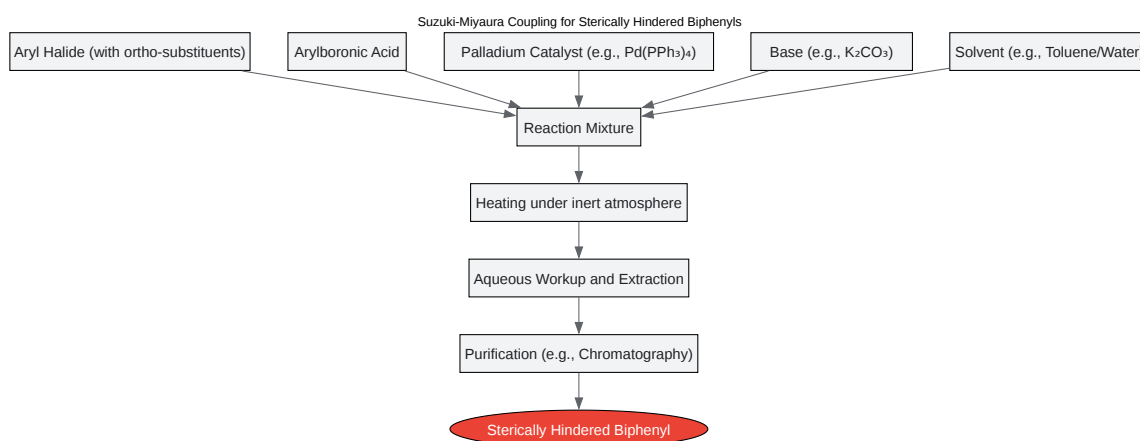 Suzuki-Miyaura Coupling for Sterically Hindered Biphenyls
Aryl Halide (with ortho-substituents)
Arylboronic Acid
Palladium Catalyst (e.g., Pd(PPh₃)₄)
Base (e.g., K₂CO₃)
Solvent (e.g., Toluene/Water)
Reaction Mixture
Heating under inert atmosphere
Aqueous Workup and Extraction
Purification (e.g., Chromatography)
Sterically Hindered Biphenyl